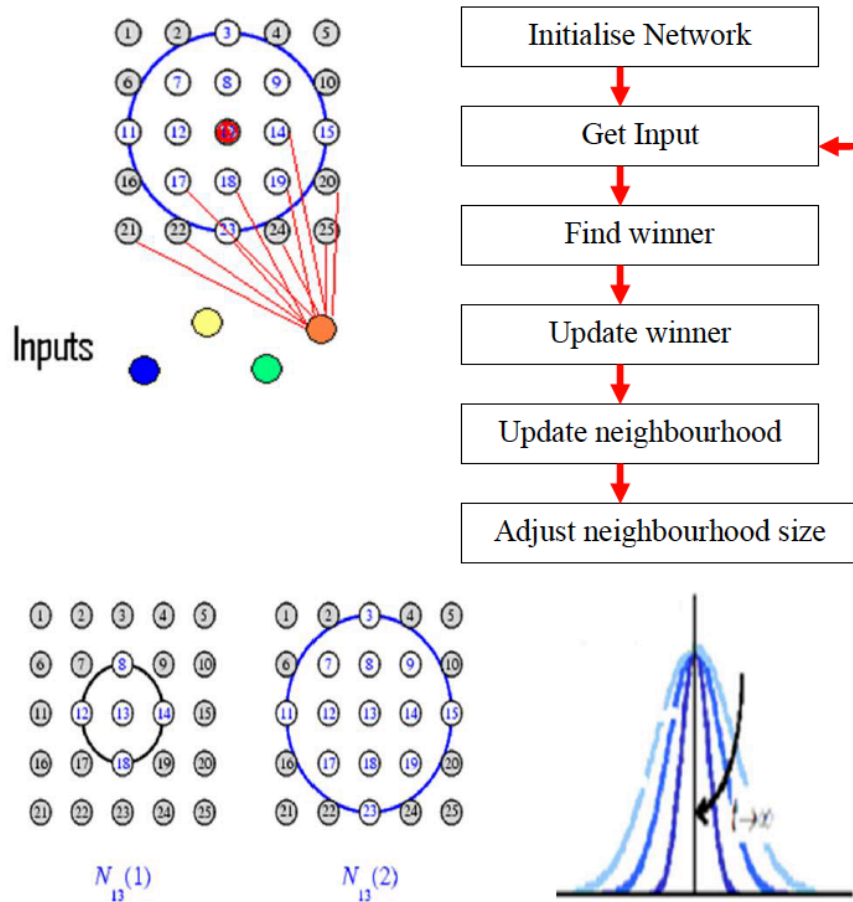 1 2 3 4 5
6 7 8 9 10
11 12 13 14 15
16 17 18 19 20
21 22 23 24 25
Inputs
Initialise Network
Get Input
Find winner
Update winner
Update neighbourhood
Adjust neighbourhood size
1 2 3 4 5
6 7 8 9 10
11 12 13 14 15
16 17 18 19 20
21 22 23 24 25
N13(1)
1 2 3 4 5
6 7 8 9 10
11 12 13 14 15
16 17 18 19 20
21 22 23 24 25
N13(2)
t→∞